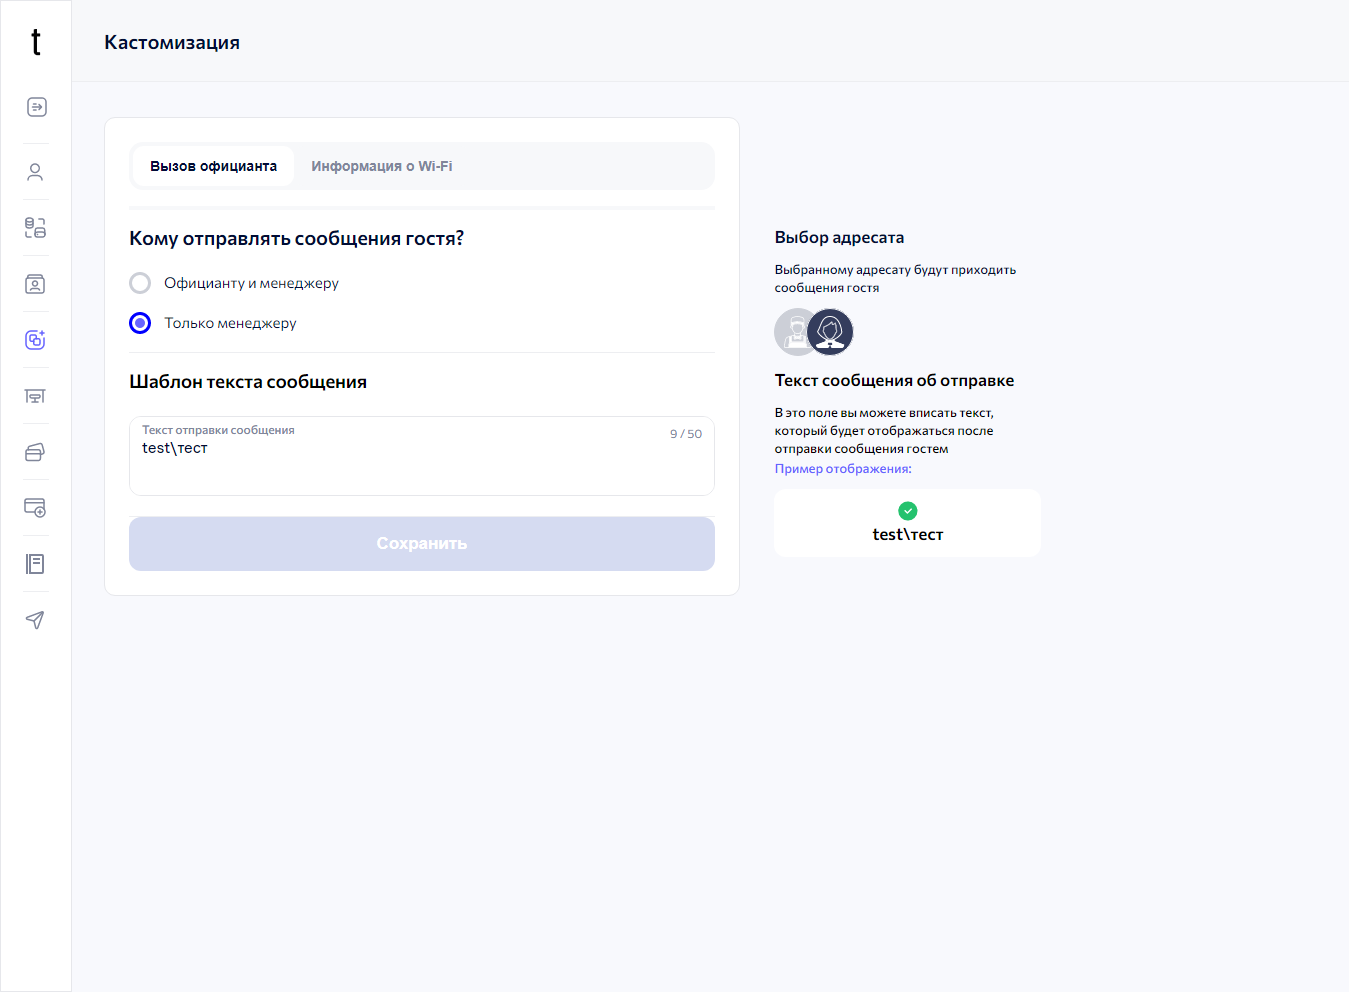 t
Кастомизация
Вызов официанта
Информация о Wi-Fi
Кому отправлять сообщения гостя?
Официанту и менеджеру
Только менеджеру
Шаблон текста сообщения
Текст отправки сообщения
9 / 50
test\тест
Сохранить
Выбор адресата
Выбранному адресату будут приходить
сообщения гостя
Текст сообщения об отправке
В это поле вы можете вписать текст,
который будет отображаться после
отправки сообщения гостем
Пример отображения:
test\тест